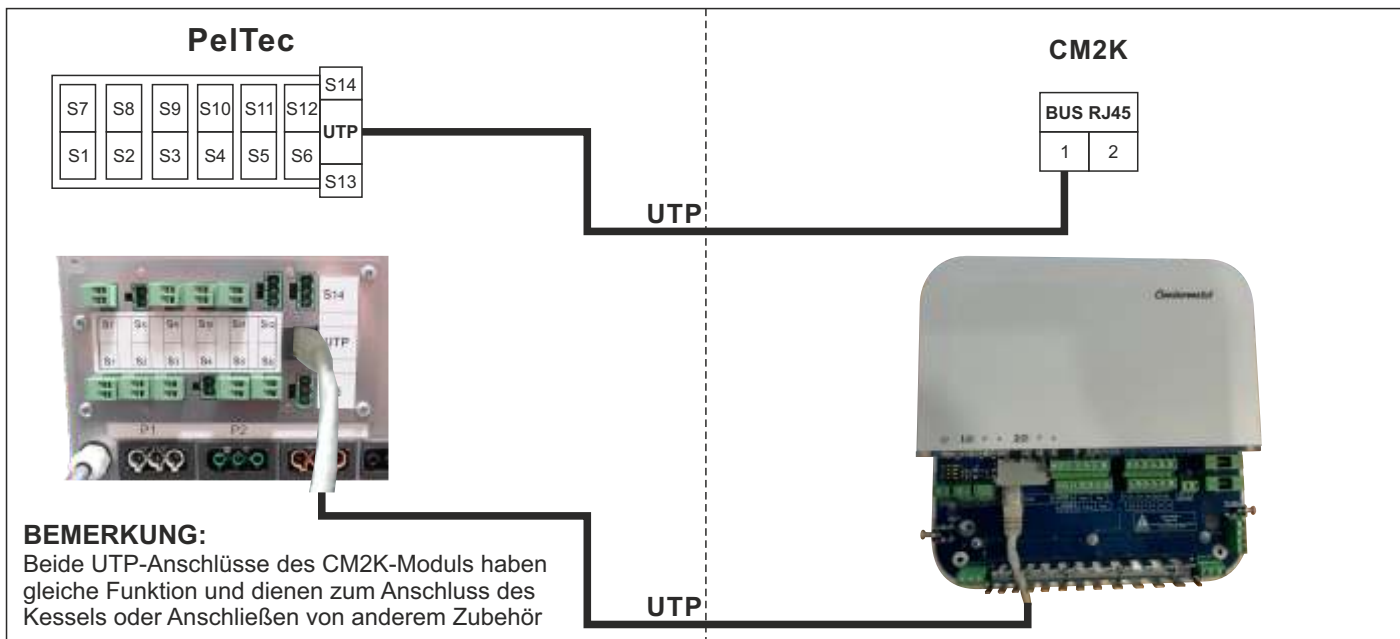 PelTec
CM2K
S14
S7 S8 S9 S10 S11 S12
UTP
S1 S2 S3 S4 S5 S6
S13
BUS RJ45
1 2
UTP
S14
UTP
P1 P2
Centrometal
BEMERKUNG:
Beide UTP-Anschlüsse des CM2K-Moduls haben
gleiche Funktion und dienen zum Anschluss des
Kessels oder Anschließen von anderem Zubehör
UTP